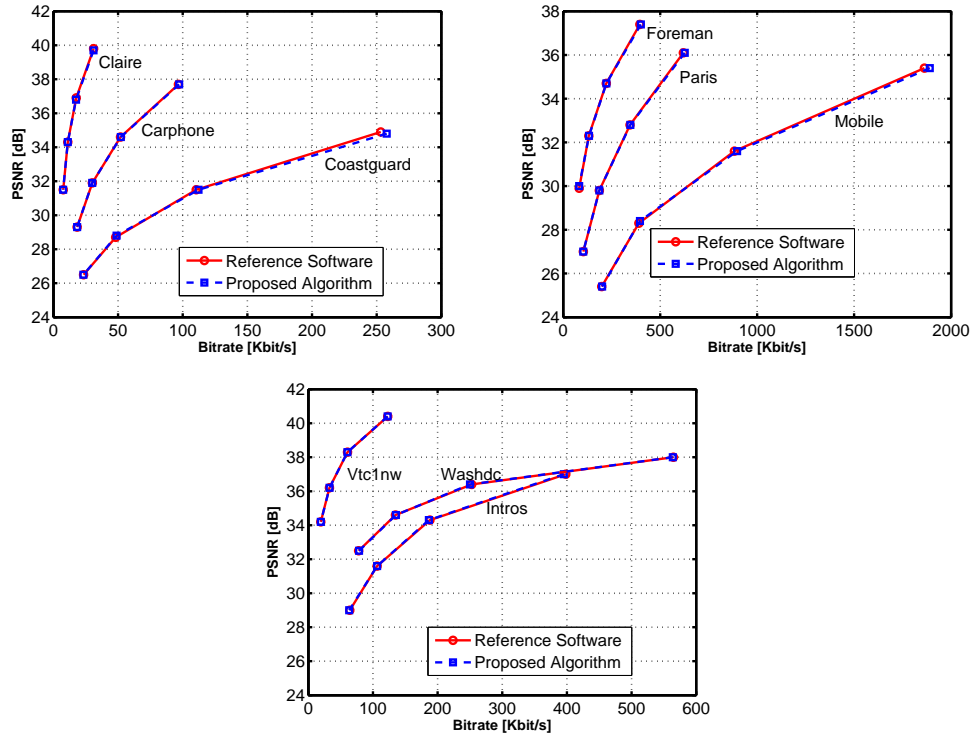 42
40
38
36
34
32
30
28
26
24
PSNR [dB]
Claire
Carphone
Coastguard
Reference Software
Proposed Algorithm
0
50
100
150
200
250
300
Bitrate [Kbit/s]
38
36
34
32
30
28
26
24
PSNR [dB]
Foreman
Paris
Mobile
Reference Software
Proposed Algorithm
0
500
1000
1500
2000
Bitrate [Kbit/s]
42
40
38
36
34
32
30
28
26
24
PSNR [dB]
Vtc1nw
Washdc
Intros
Reference Software
Proposed Algorithm
0
100
200
300
400
500
600
Bitrate [Kbit/s]